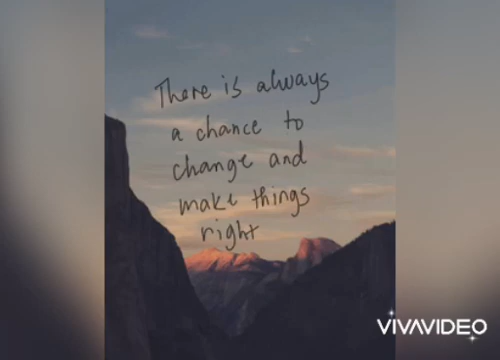 There is always
a chance to
change and
make things
right
VIVAVIDEO